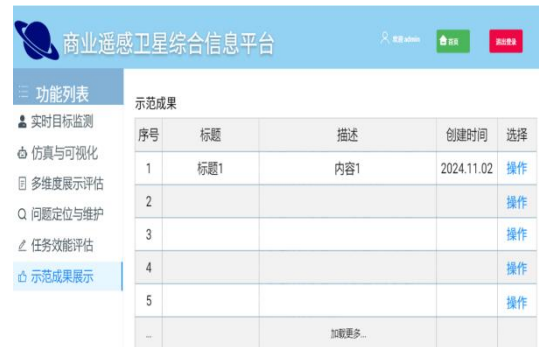 商业遥感卫星综合信息平台
欢迎 admin
首页
退出登录
功能列表
实时目标监测
仿真与可视化
多维度展示评估
问题定位与维护
任务效能评估
示范成果展示
示范成果
序号 标题 描述 创建时间 选择
1 标题1 内容1 2024.11.02 操作
2 操作
3 操作
4 操作
5 操作
... 加载更多...